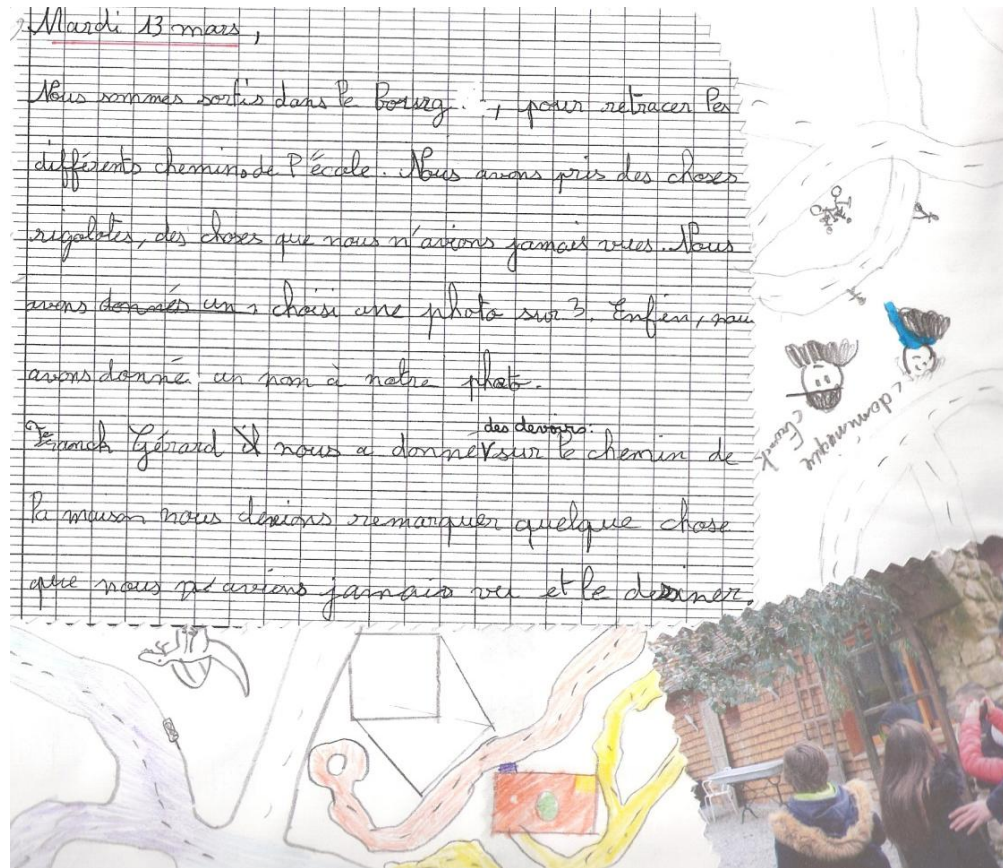 Mardi 13 mars,
Nous sommes sortis dans le bourg, pour retracer les
différents chemins de l'école. Nous avons pris des choses
rigolotes, des choses que nous n'avions jamais vues. Nous
avons donnés un choisi une photo sur 3. Enfin, nou
avons donné un nom à notre phot.
des devoirs:
Franck Gérard il nous a donné sur le chemin de
la maison nous devions remarquer quelque chose
que nous n'avions jamais vu et le dessiner.
dominique